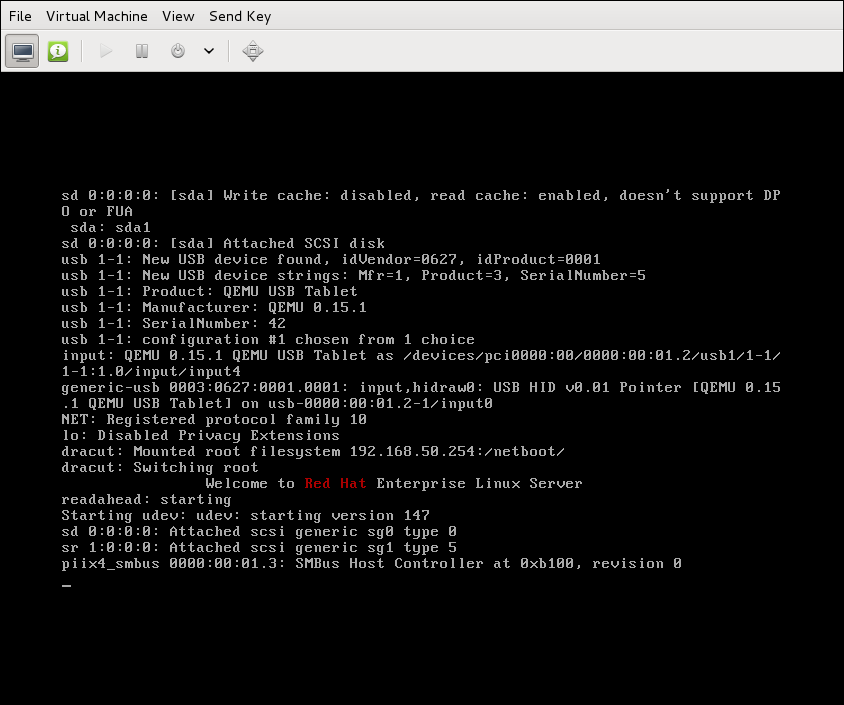 File Virtual Machine View Send Key
sd 0:0:0:0: [sda] Write cache: disabled, read cache: enabled, doesn't support DP
O or FUA
sda: sda1
sd 0:0:0:0: [sda] Attached SCSI disk
usb 1-1: New USB device found, idVendor=0627, idProduct=0001
usb 1-1: New USB device strings: Mfr=1, Product=3, SerialNumber=5
usb 1-1: Product: QEMU USB Tablet
usb 1-1: Manufacturer: QEMU 0.15.1
usb 1-1: SerialNumber: 42
usb 1-1: configuration #1 chosen from 1 choice
input: QEMU 0.15.1 QEMU USB Tablet as /devices/pci0000:00/0000:00:01.2/usb1/1-1/
1-1:1.0/input/input4
generic-usb 0003:0627:0001.0001: input,hidraw0: USB HID v0.01 Pointer [QEMU 0.15
.1 QEMU USB Tablet] on usb-0000:00:01.2-1/input0
NET: Registered protocol family 10
lo: Disabled Privacy Extensions
dracut: Mounted root filesystem 192.168.50.254:/netboot/
dracut: Switching root
Welcome to Red Hat Enterprise Linux Server
readahead: starting
Starting udev: udev: starting version 147
sd 0:0:0:0: Attached scsi generic sg0 type 0
sr 1:0:0:0: Attached scsi generic sg1 type 5
piix4_smbus 0000:00:01.3: SMBus Host Controller at 0xb100, revision 0
_